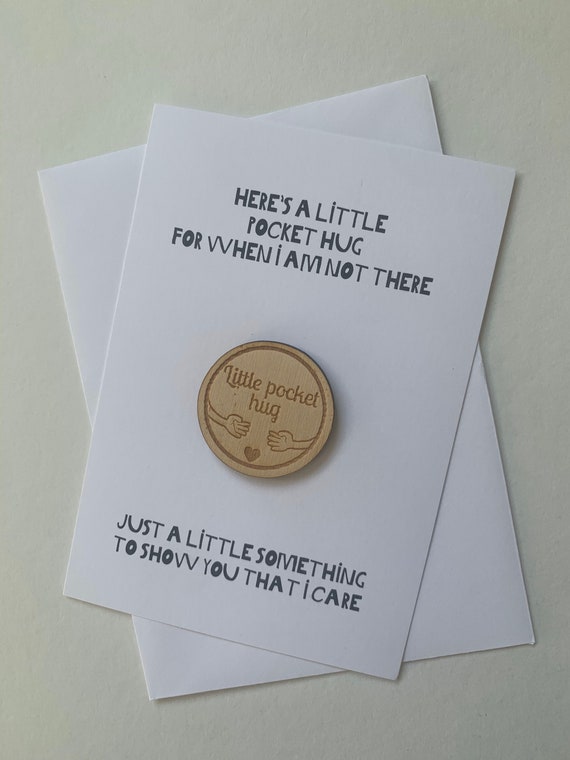 HERE'S A LITTLE
POCKET HUG
FOR WHEN i AM NOT THERE
Little pocket
hug
JUST A LiTTLE SOMETHiNG
TO SHOW YOU THAT i CARE